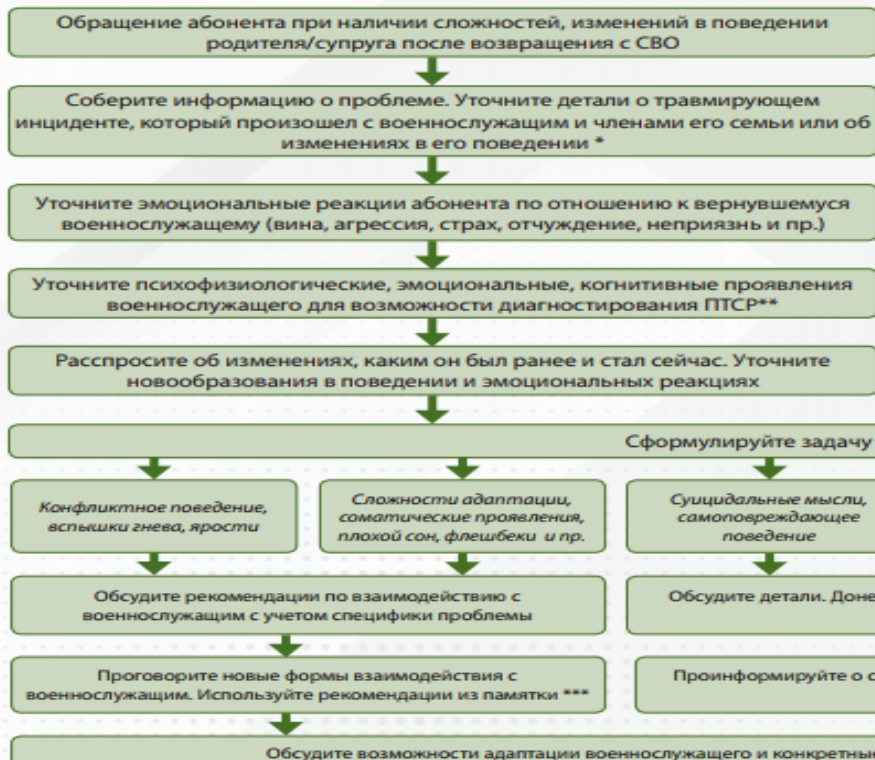 Обращение абонента при наличии сложностей, изменений в поведении
родителя/супруга после возвращения с СВО
Соберите информацию о проблеме. Уточните детали о травмирующем
инциденте, который произошел с военнослужащим и членами его семьи или об
изменениях в его поведении *
Уточните эмоциональные реакции абонента по отношению к вернувшемуся
военнослужащему (вина, агрессия, страх, отчуждение, неприязнь и пр.)
Уточните психофизиологические, эмоциональные, когнитивные проявления
военнослужащего для возможности диагностирования ПТСР**
Расспросите об изменениях, каким он был ранее и стал сейчас. Уточните
новообразования в поведении и эмоциональных реакциях
Сформулируйте задачу
Конфликтное поведение,
вспышки гнева, ярости
Сложности адаптации,
соматические проявления,
плохой сон, флешбеки и пр.
Суицидальные мысли,
самоповреждающее
поведение
Обсудите рекомендации по взаимодействию с
военнослужащим с учетом специфики проблемы
Обсудите детали. Доне
Проговорите новые формы взаимодействия с
военнослужащим. Используйте рекомендации из памятки ***
Проинформируйте о с
Обсудите возможности адаптации военнослужащего и конкретные